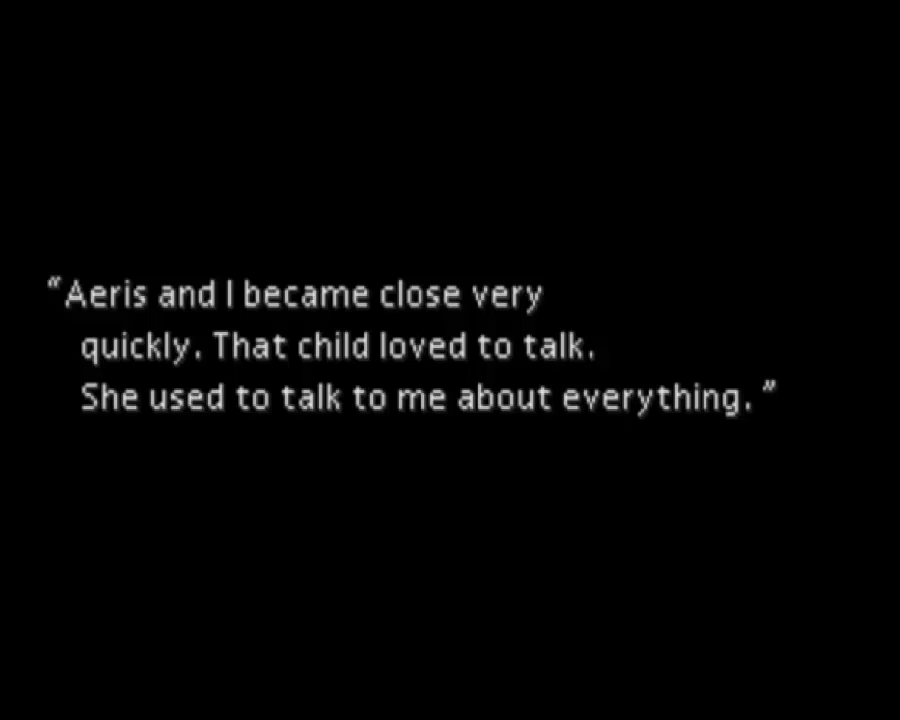 “Aeris and I became close very
quickly. That child loved to talk.
She used to talk to me about everything. ”